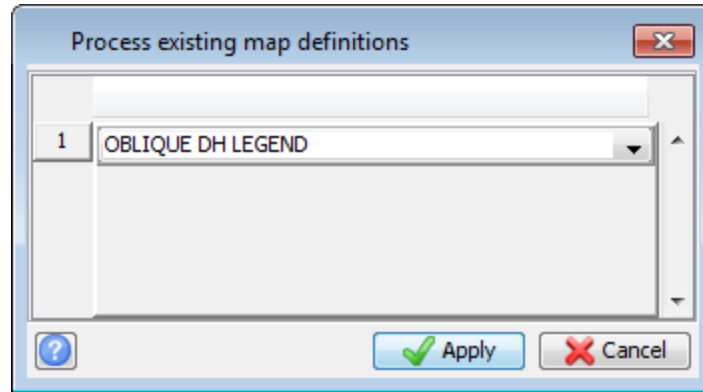 Process existing map definitions
1
OBLIQUE DH LEGEND
? Apply Cancel